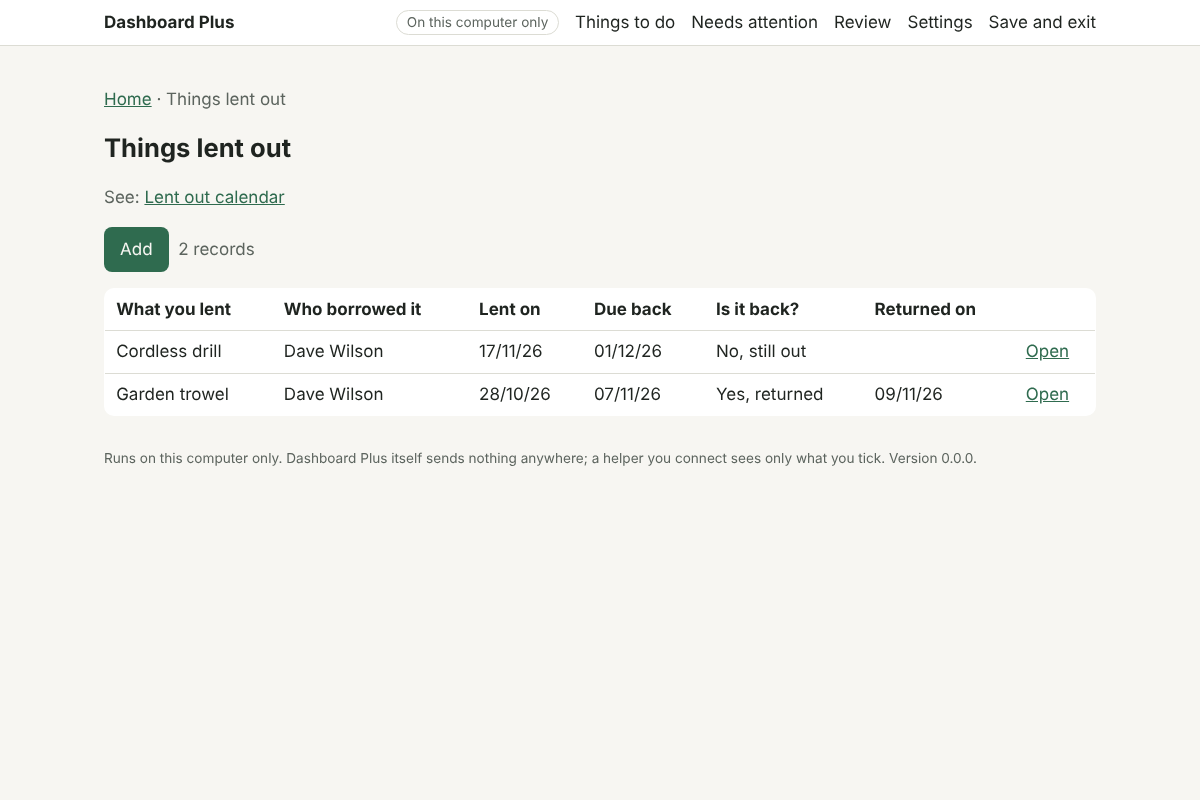 Dashboard Plus On this computer only Things to do Needs attention Review Settings Save and exit
Home · Things lent out
Things lent out
See: Lent out calendar
Add 2 records
What you lent Who borrowed it Lent on Due back Is it back? Returned on
Cordless drill Dave Wilson 17/11/26 01/12/26 No, still out Open
Garden trowel Dave Wilson 28/10/26 07/11/26 Yes, returned 09/11/26 Open
Runs on this computer only. Dashboard Plus itself sends nothing anywhere; a helper you connect sees only what you tick. Version 0.0.0.